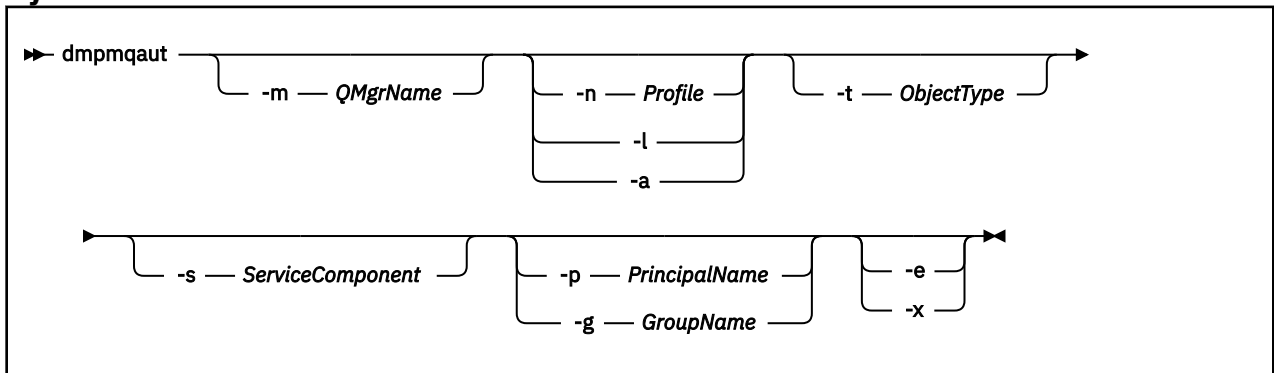 dmpmqaut
-m QMgrName -n Profile -t ObjectType
-l
-a
-s ServiceComponent -p PrincipalName -e
-g GroupName -x